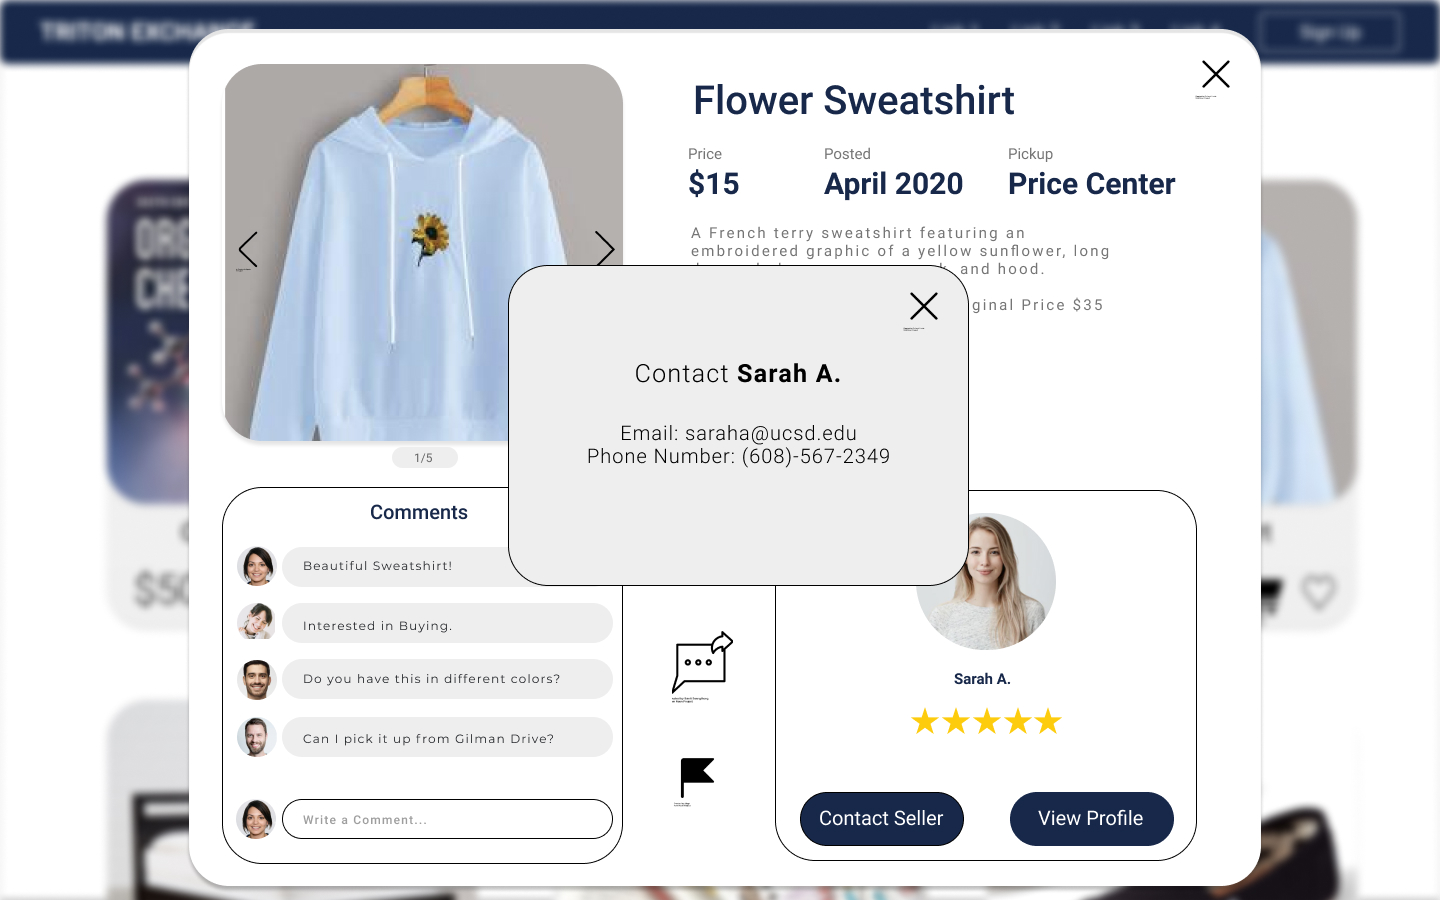 TRITON EXCHANGE
Sign Up
Flower Sweatshirt
Price
Posted
Pickup
$15
April 2020
Price Center
A French terry sweatshirt featuring an
embroidered graphic of a yellow sunflower, long
and hood.
Price $35
1/5
Contact Sarah A.
Email: saraha@ucsd.edu
Phone Number: (608)-567-2349
Comments
Beautiful Sweatshirt!
Interested in Buying.
Do you have this in different colors?
Can I pick it up from Gilman Drive?
Write a Comment...
Sarah A.
Contact Seller
View Profile